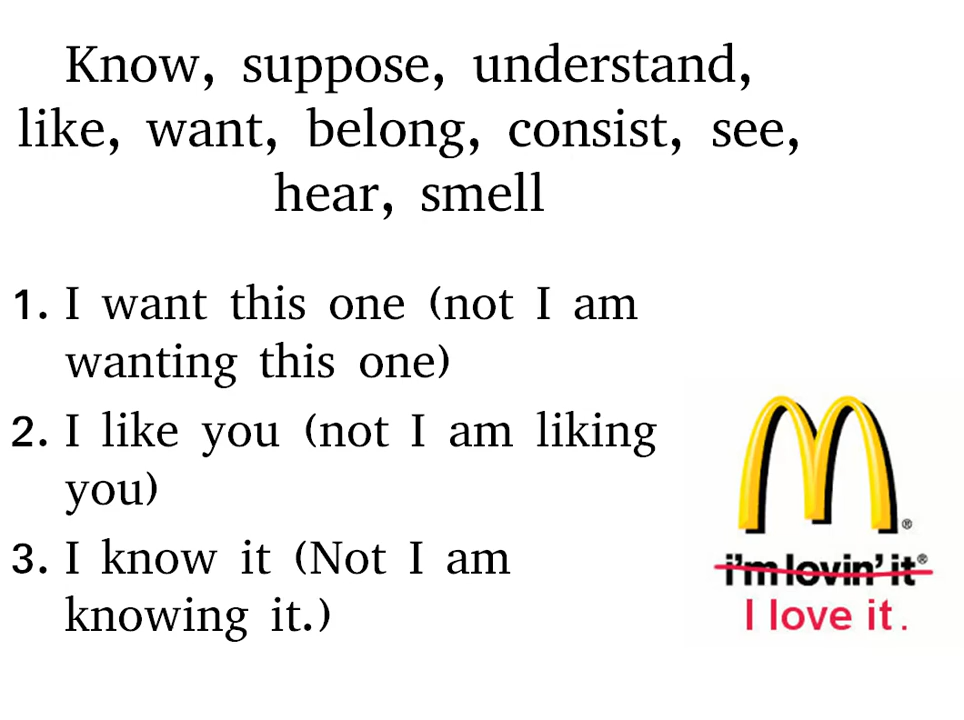 Know, suppose, understand,
like, want, belong, consist, see,
hear, smell
1. I want this one (not I am
wanting this one)
2. I like you (not I am liking
you)
3. I know it (Not I am
knowing it.)
®
i'm lovin' it®
I love it.